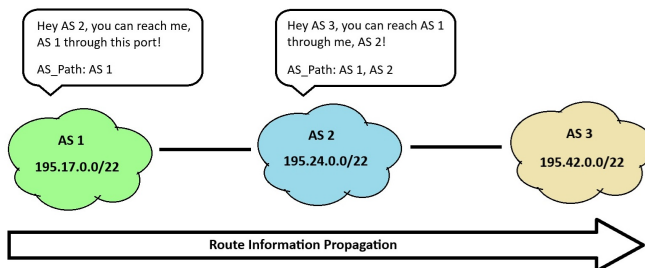 Hey AS 2, you can reach me,
AS 1 through this port!
AS_Path: AS 1
Hey AS 3, you can reach AS 1
through me, AS 2!
AS_Path: AS 1, AS 2
AS 1
195.17.0.0/22
AS 2
195.24.0.0/22
AS 3
195.42.0.0/22
Route Information Propagation